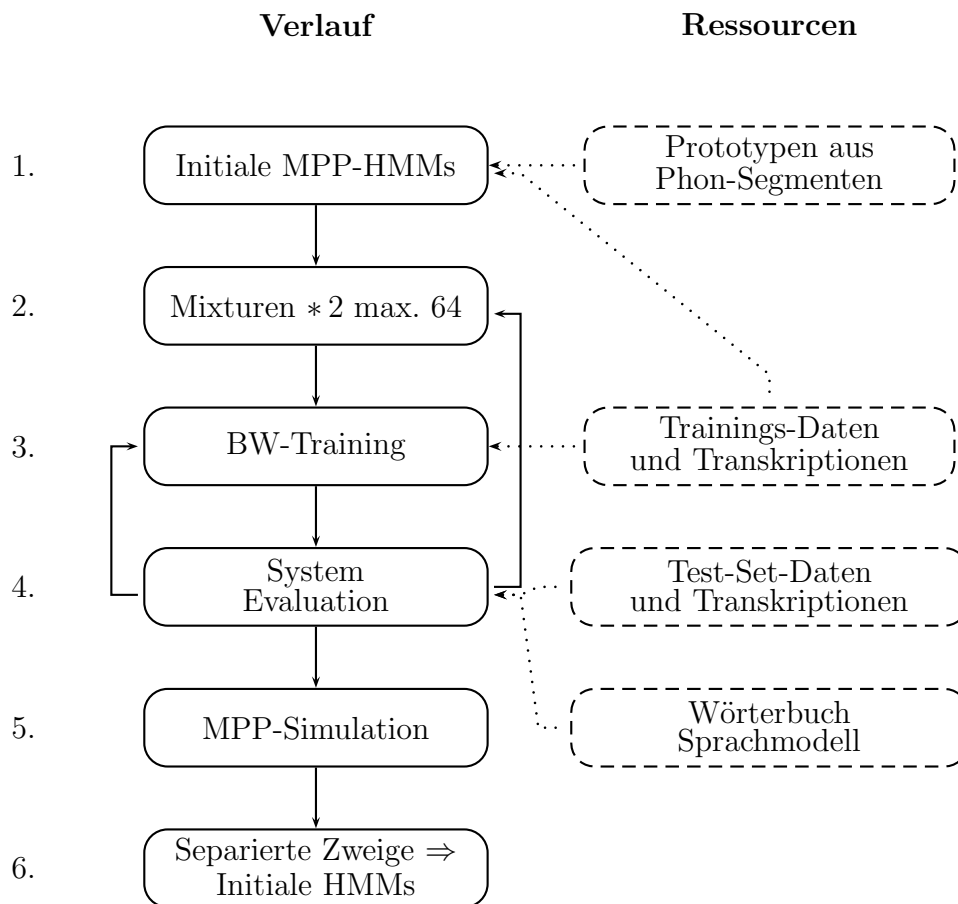 Verlauf Ressourcen
1. Initiale MPP-HMMs Prototypen aus
Phon-Segmenten
2. Mixturen ∗ 2 max. 64
3. BW-Training Trainings-Daten
und Transkriptionen
4. System
Evaluation
Test-Set-Daten
und Transkriptionen
5. MPP-Simulation Wörterbuch
Sprachmodell
6. Separierte Zweige ⇒
Initiale HMMs